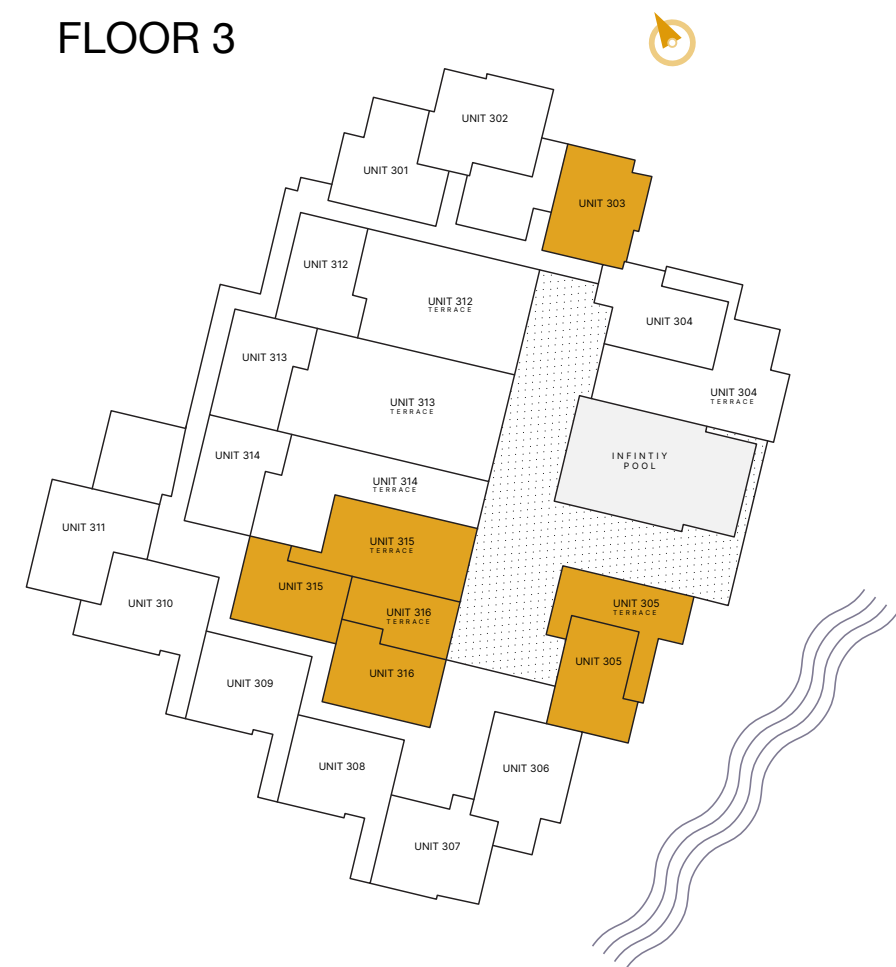 FLOOR 3
UNIT 302
UNIT 301
UNIT 303
UNIT 312
UNIT 312
TERRACE
UNIT 304
UNIT 313
UNIT 304
TERRACE
UNIT 313
TERRACE
UNIT 314
INFINTIY
POOL
UNIT 314
TERRACE
UNIT 311
UNIT 315
TERRACE
UNIT 315
UNIT 310
UNIT 305
TERRACE
UNIT 316
TERRACE
UNIT 305
UNIT 316
UNIT 309
UNIT 308
UNIT 306
UNIT 307